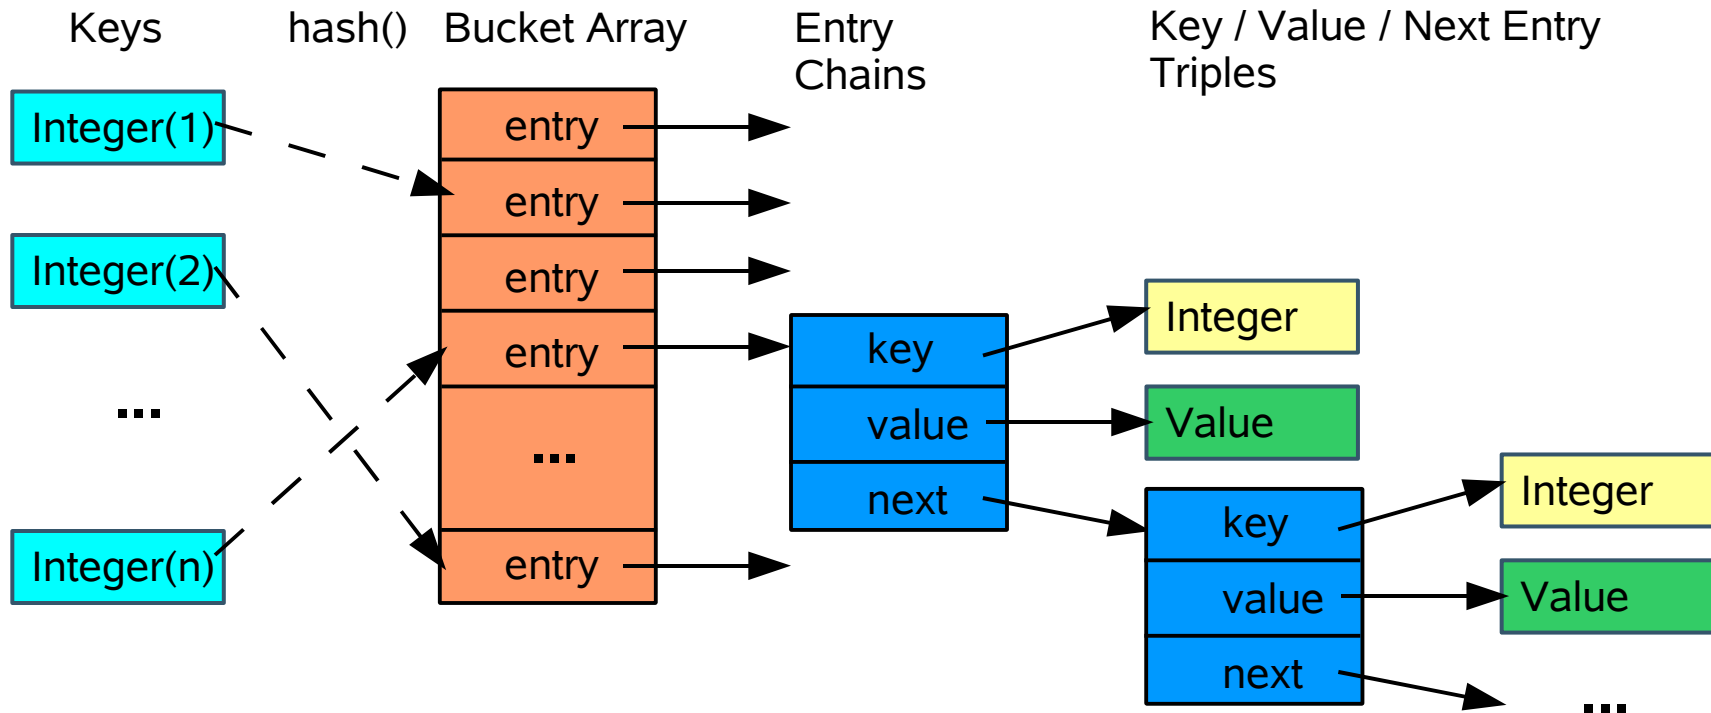 Keys
hash()
Bucket Array
Entry
Chains
Key / Value / Next Entry
Triples
Integer(1)
Integer(2)
...
Integer(n)
entry
entry
entry
entry
...
entry
key
value
next
Integer
Value
key
value
next
Integer
Value
...